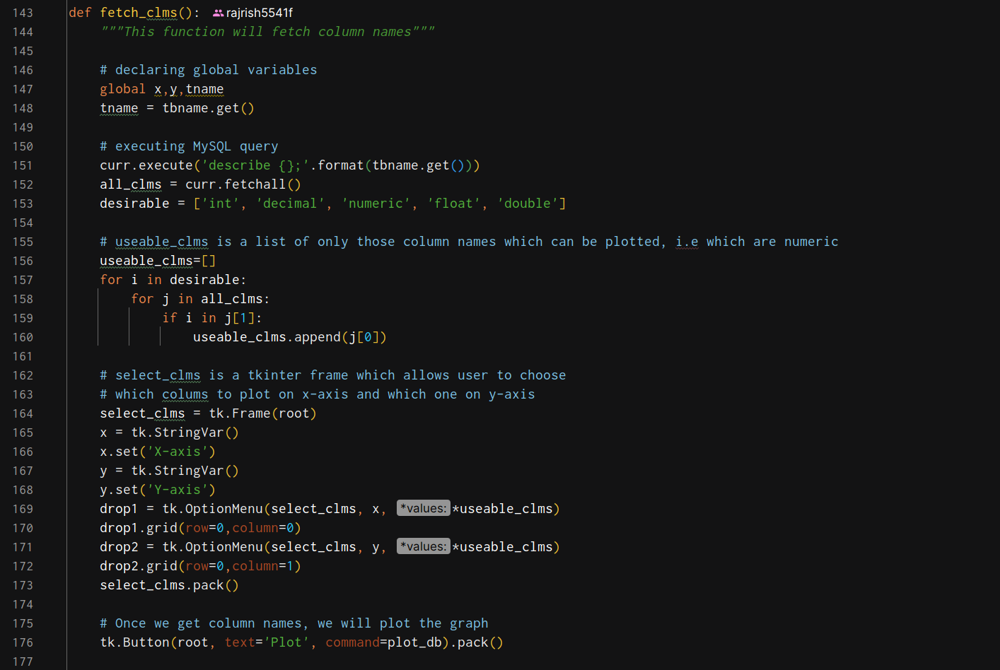 143 def fetch_clms(): rajrish5541f
144     """This function will fetch column names"""
145
146     # declaring global variables
147     global x,y,tname
148     tname = tbname.get()
149
150     # executing MySQL query
151     curr.execute('describe {};'.format(tbname.get()))
152     all_clms = curr.fetchall()
153     desirable = ['int', 'decimal', 'numeric', 'float', 'double']
154
155     # useable_clms is a list of only those column names which can be plotted, i.e which are numeric
156     useable_clms=[]
157     for i in desirable:
158         for j in all_clms:
159             if i in j[1]:
160                 useable_clms.append(j[0])
161
162     # select_clms is a tkinter frame which allows user to choose
163     # which colums to plot on x-axis and which one on y-axis
164     select_clms = tk.Frame(root)
165     x = tk.StringVar()
166     x.set('X-axis')
167     y = tk.StringVar()
168     y.set('Y-axis')
169     drop1 = tk.OptionMenu(select_clms, x, *values: *useable_clms)
170     drop1.grid(row=0,column=0)
171     drop2 = tk.OptionMenu(select_clms, y, *values: *useable_clms)
172     drop2.grid(row=0,column=1)
173     select_clms.pack()
174
175     # Once we get column names, we will plot the graph
176     tk.Button(root, text='Plot', command=plot_db).pack()
177